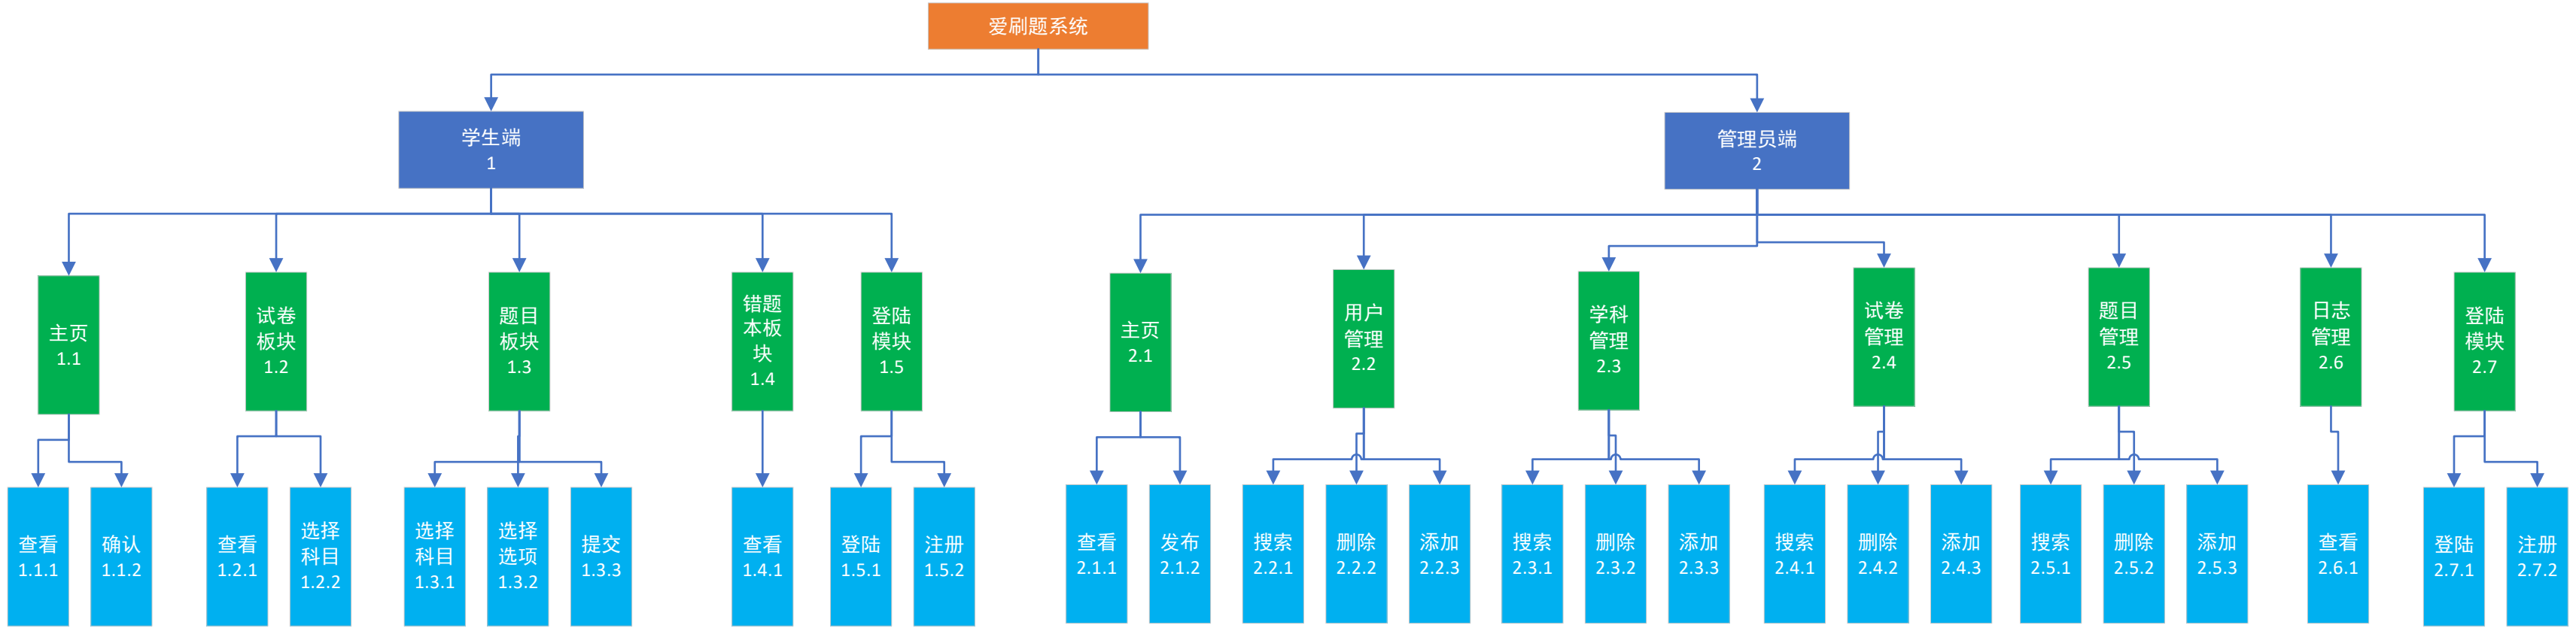 爱刷题系统
学生端
1
管理员端
2
主页
1.1
试卷
板块
1.2
题目
板块
1.3
错题
本板
块
1.4
登陆
模块
1.5
主页
2.1
用户
管理
2.2
学科
管理
2.3
试卷
管理
2.4
题目
管理
2.5
日志
管理
2.6
登陆
模块
2.7
查看
1.1.1
确认
1.1.2
查看
1.2.1
选择
科目
1.2.2
选择
科目
1.3.1
选择
选项
1.3.2
提交
1.3.3
查看
1.4.1
登陆
1.5.1
注册
1.5.2
查看
2.1.1
发布
2.1.2
搜索
2.2.1
删除
2.2.2
添加
2.2.3
搜索
2.3.1
删除
2.3.2
添加
2.3.3
搜索
2.4.1
删除
2.4.2
添加
2.4.3
搜索
2.5.1
删除
2.5.2
添加
2.5.3
查看
2.6.1
登陆
2.7.1
注册
2.7.2